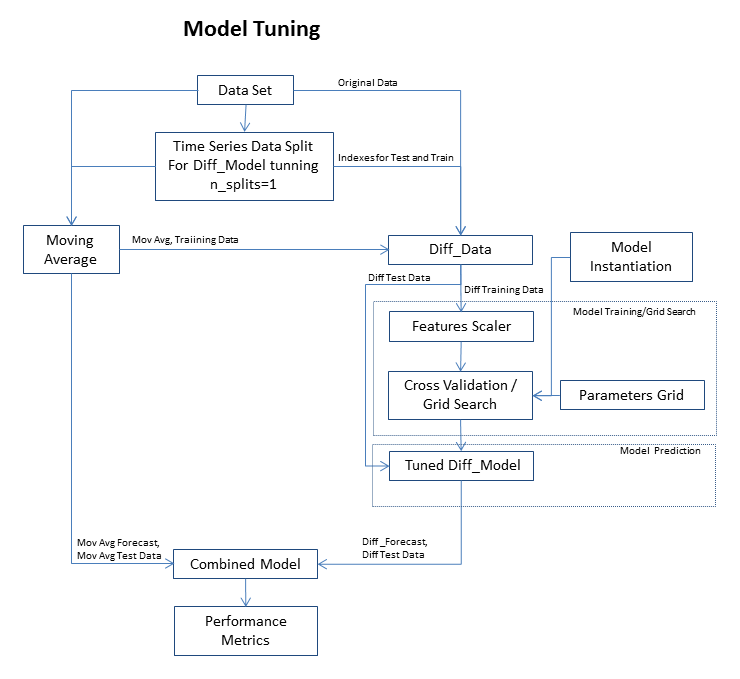 Model Tuning
Data Set
Original Data
Time Series Data Split
For Diff_Model tunning
n_splits=1
Indexes for Test and Train
Moving
Average
Mov Avg, Traiining Data
Diff_Data
Model
Instantiation
Diff Test Data
Diff Training Data
Model Training/Grid Search
Features Scaler
Cross Validation /
Grid Search
Parameters Grid
Model Prediction
Tuned Diff_Model
Mov Avg Forecast,
Mov Avg Test Data
Diff _Forecast,
Diff Test Data
Combined Model
Performance
Metrics